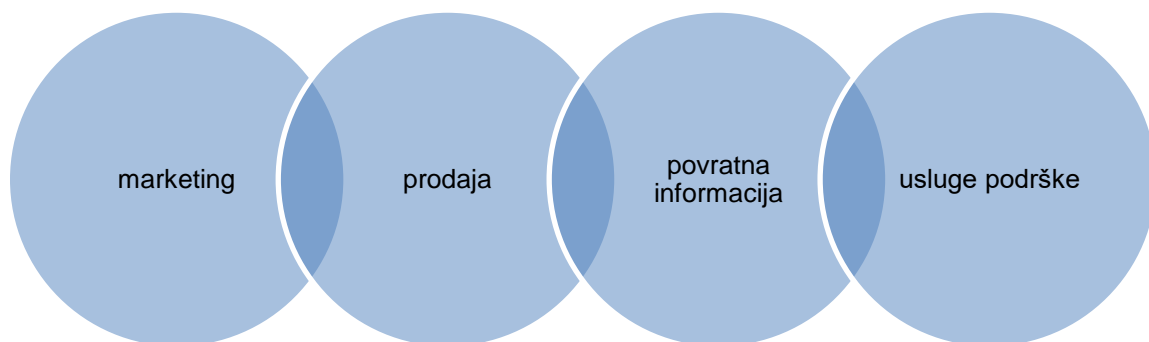 marketing
prodaja
povratna
informacija
usluge podrške